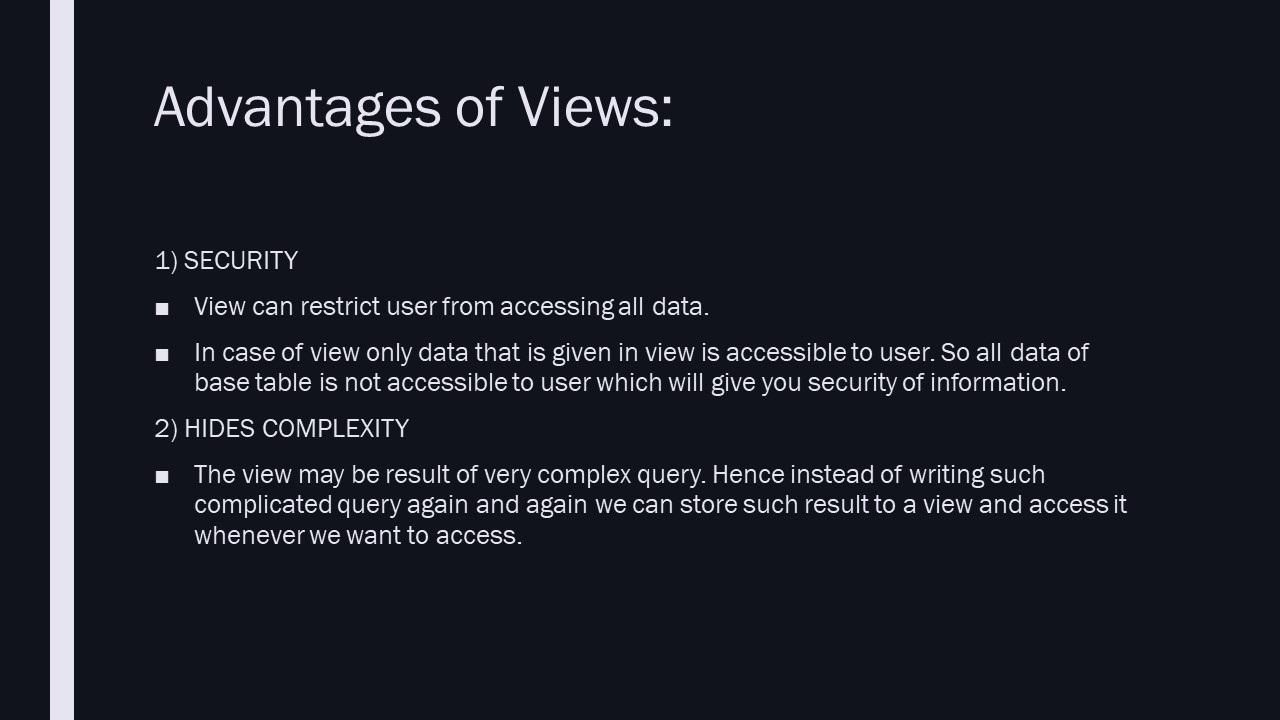 Advantages of Views:
1) SECURITY
▪ View can restrict user from accessing all data.
▪ In case of view only data that is given in view is accessible to user. So all data of
base table is not accessible to user which will give you security of information.
2) HIDES COMPLEXITY
▪ The view may be result of very complex query. Hence instead of writing such
complicated query again and again we can store such result to a view and access it
whenever we want to access.